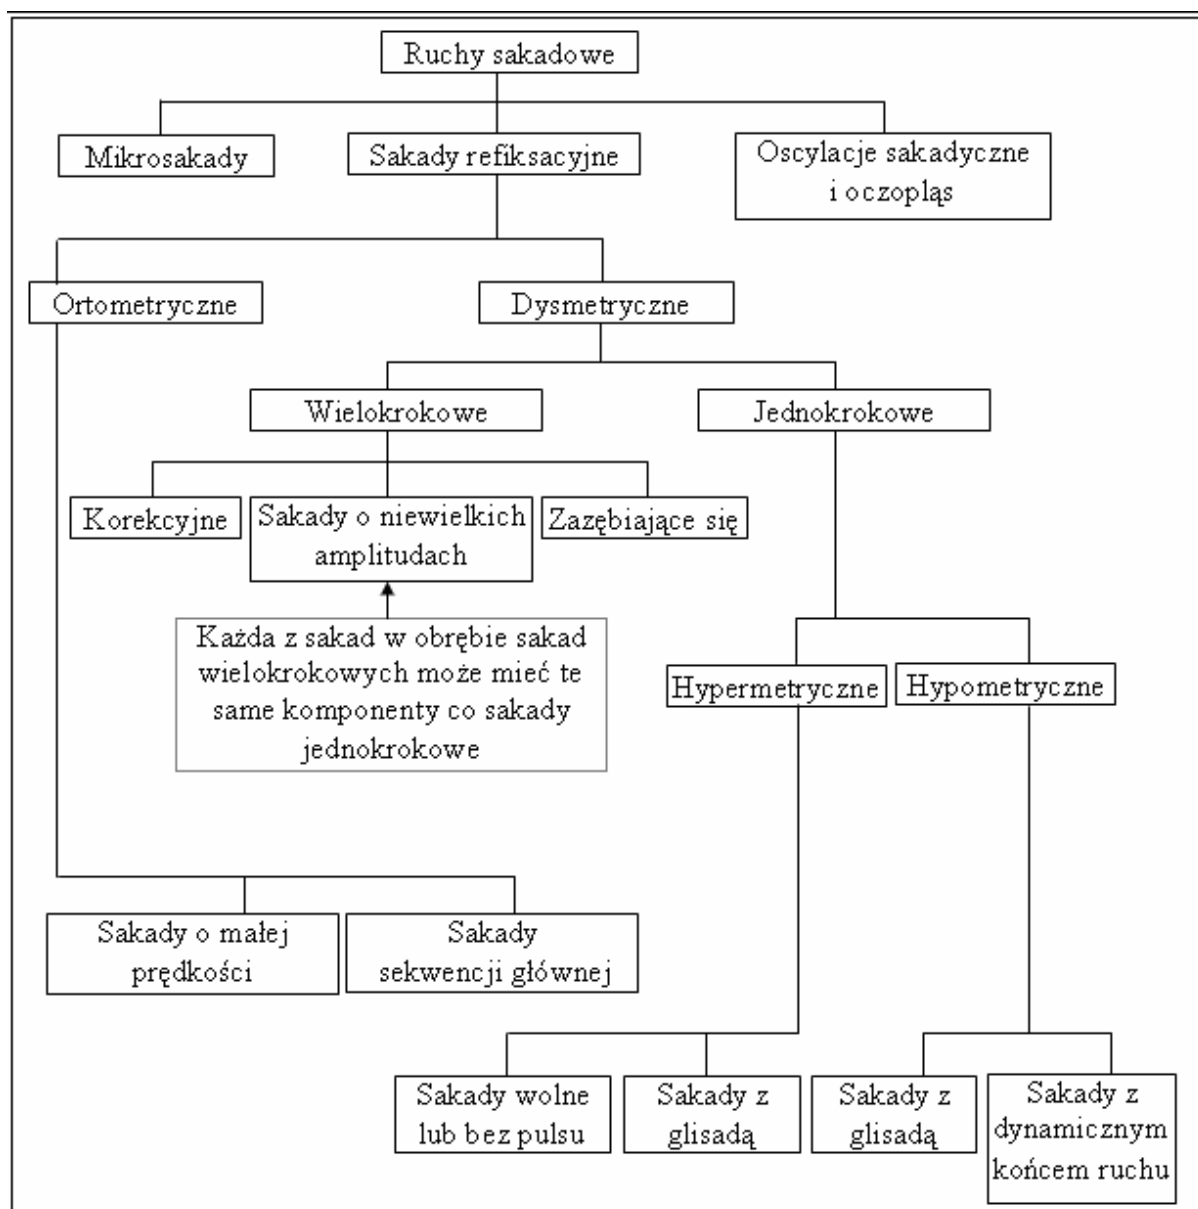 Ruchy sakadowe
Mikrosakady
Sakady refiksacyjne
Oscylacje sakadyczne
i oczopląs
Ortometryczne
Dysmetryczne
Wielokrokowe
Jednokrokowe
Korekcyjne
Sakady o niewielkich
amplitudach
Zazębiające się
Każda z sakad w obrębie sakad
wielokrokowych może mieć te
same komponenty co sakady
jednokrokowe
Hypermetryczne
Hypometryczne
Sakady o małej
prędkości
Sakady
sekwencji głównej
Sakady wolne
lub bez pulsu
Sakady z
glisadą
Sakady z
glisadą
Sakady z
dynamicznym
końcem ruchu